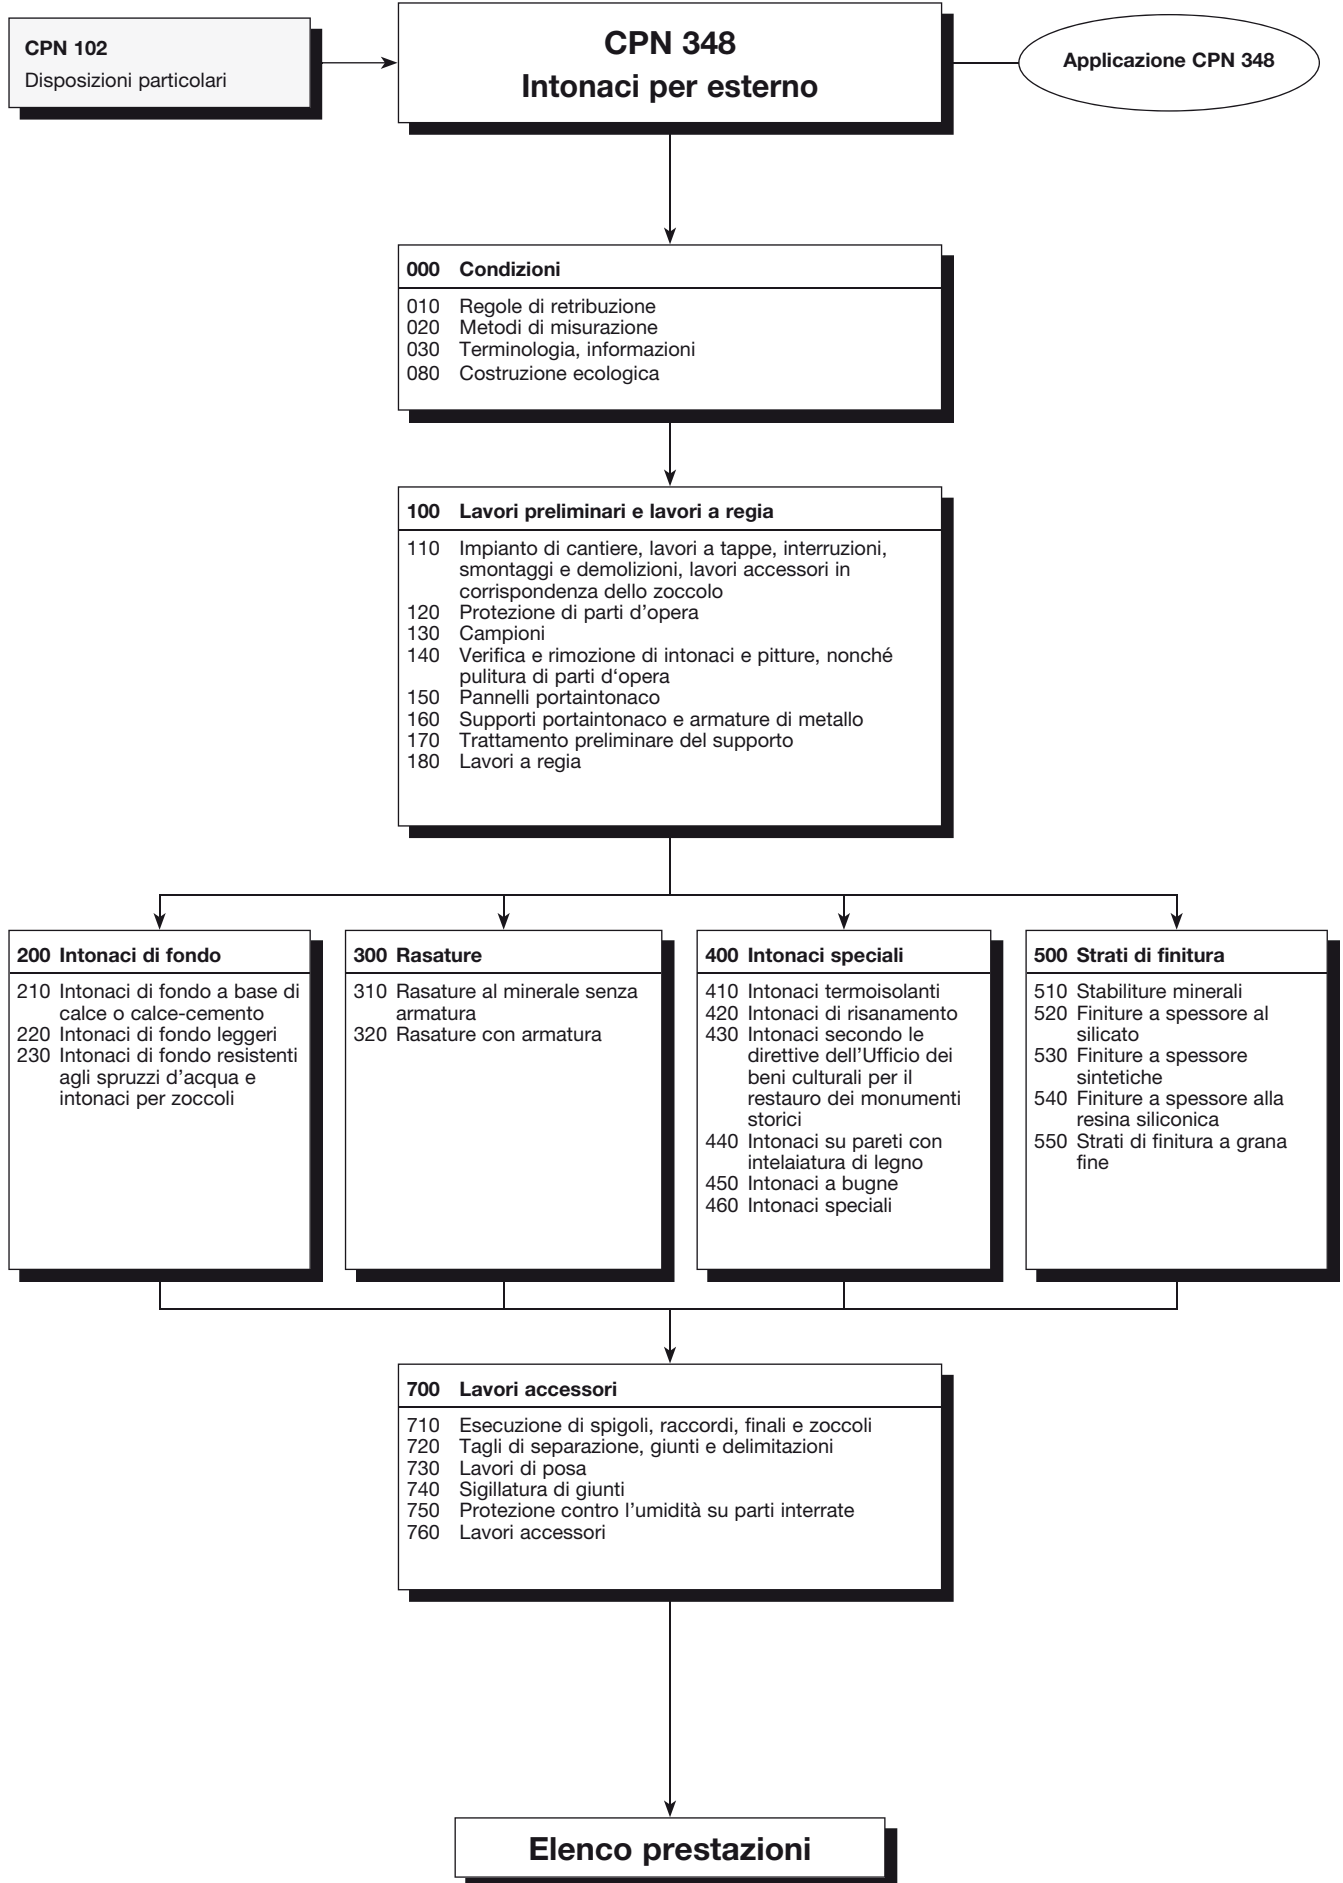 CPN 102
Disposizioni particolari
CPN 348
Intonaci per esterno
Applicazione CPN 348
000 Condizioni
010 Regole di retribuzione
020 Metodi di misurazione
030 Terminologia, informazioni
080 Costruzione ecologica
100 Lavori preliminari e lavori a regia
110 Impianto di cantiere, lavori a tappe, interruzioni,
smontaggi e demolizioni, lavori accessori in
corrispondenza dello zoccolo
120 Protezione di parti d’opera
130 Campioni
140 Verifica e rimozione di intonaci e pitture, nonché
pulitura di parti d‘opera
150 Pannelli portaintonaco
160 Supporti portaintonaco e armature di metallo
170 Trattamento preliminare del supporto
180 Lavori a regia
200 Intonaci di fondo
210 Intonaci di fondo a base di
calce o calce-cemento
220 Intonaci di fondo leggeri
230 Intonaci di fondo resistenti
agli spruzzi d’acqua e
intonaci per zoccoli
300 Rasature
310 Rasature al minerale senza
armatura
320 Rasature con armatura
400 Intonaci speciali
410 Intonaci termoisolanti
420 Intonaci di risanamento
430 Intonaci secondo le
direttive dell’Ufficio dei
beni culturali per il
restauro dei monumenti
storici
440 Intonaci su pareti con
intelaiatura di legno
450 Intonaci a bugne
460 Intonaci speciali
500 Strati di finitura
510 Stabiliture minerali
520 Finiture a spessore al
silicato
530 Finiture a spessore
sintetiche
540 Finiture a spessore alla
resina siliconica
550 Strati di finitura a grana
fine
700 Lavori accessori
710 Esecuzione di spigoli, raccordi, finali e zoccoli
720 Tagli di separazione, giunti e delimitazioni
730 Lavori di posa
740 Sigillatura di giunti
750 Protezione contro l’umidità su parti interrate
760 Lavori accessori
Elenco prestazioni